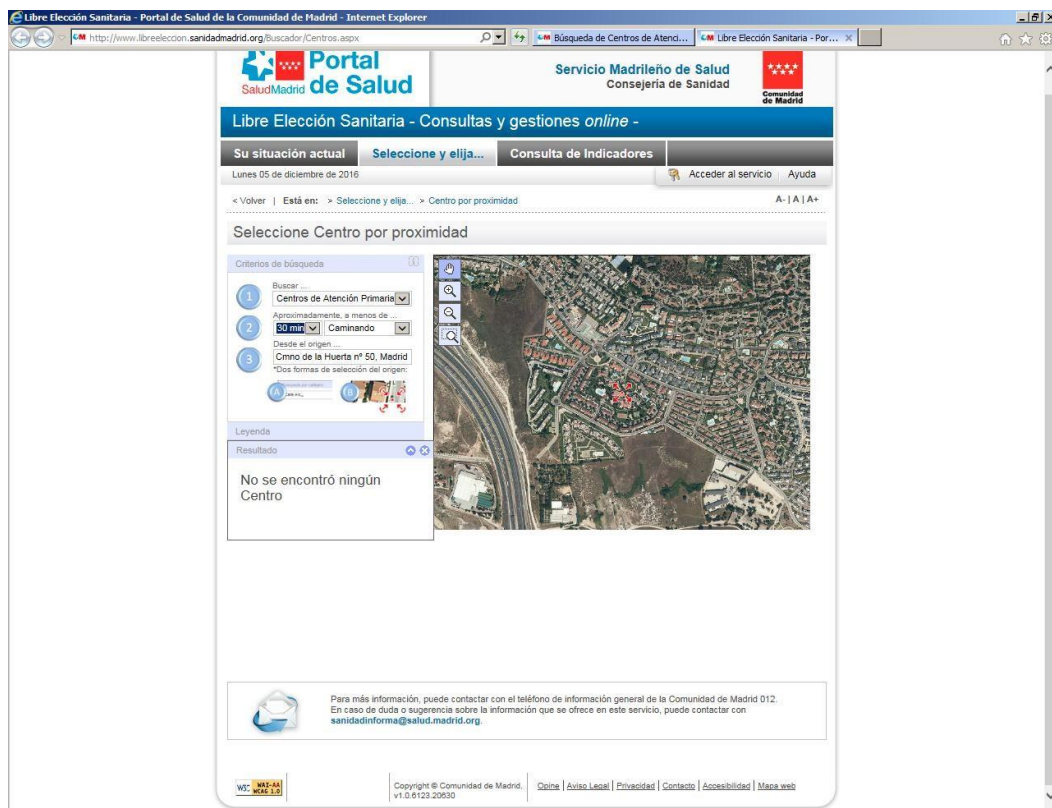 Libre Elección Sanitaria - Portal de Salud de la Comunidad de Madrid - Internet Explorer
http://www.libreeleccion.sanidadmadrid.org/Buscador/Centros.aspx
Búsqueda de Centros de Atenci...
Libre Elección Sanitaria - Por...
SaludMadrid
Portal
de Salud
Servicio Madrileño de Salud
Consejería de Sanidad
Comunidad
de Madrid
Libre Elección Sanitaria - Consultas y gestiones online -
Su situación actual Seleccione y elija... Consulta de Indicadores
Lunes 05 de diciembre de 2016
Acceder al servicio Ayuda
< Volver | Está en: > Seleccione y elija... > Centro por proximidad
A- | A | A+
Seleccione Centro por proximidad
Criterios de búsqueda
1
Buscar ...
Centros de Atención Primaria
2
Aproximadamente, a menos de ...
30 min Caminando
3
Desde el origen ...
Cmno de la Huerta nº 50, Madrid
*Dos formas de selección del origen:
A B
Leyenda
Resultado
No se encontró ningún
Centro
Para más información, puede contactar con el teléfono de información general de la Comunidad de Madrid 012.
En caso de duda o sugerencia sobre la información que se ofrece en este servicio, puede contactar con
sanidadinforma@salud.madrid.org.
W3C WAI-AA
WCAG 1.0
Copyright © Comunidad de Madrid.
v1.0.6123.20630
Opine | Aviso Legal | Privacidad | Contacto | Accesibilidad | Mapa web